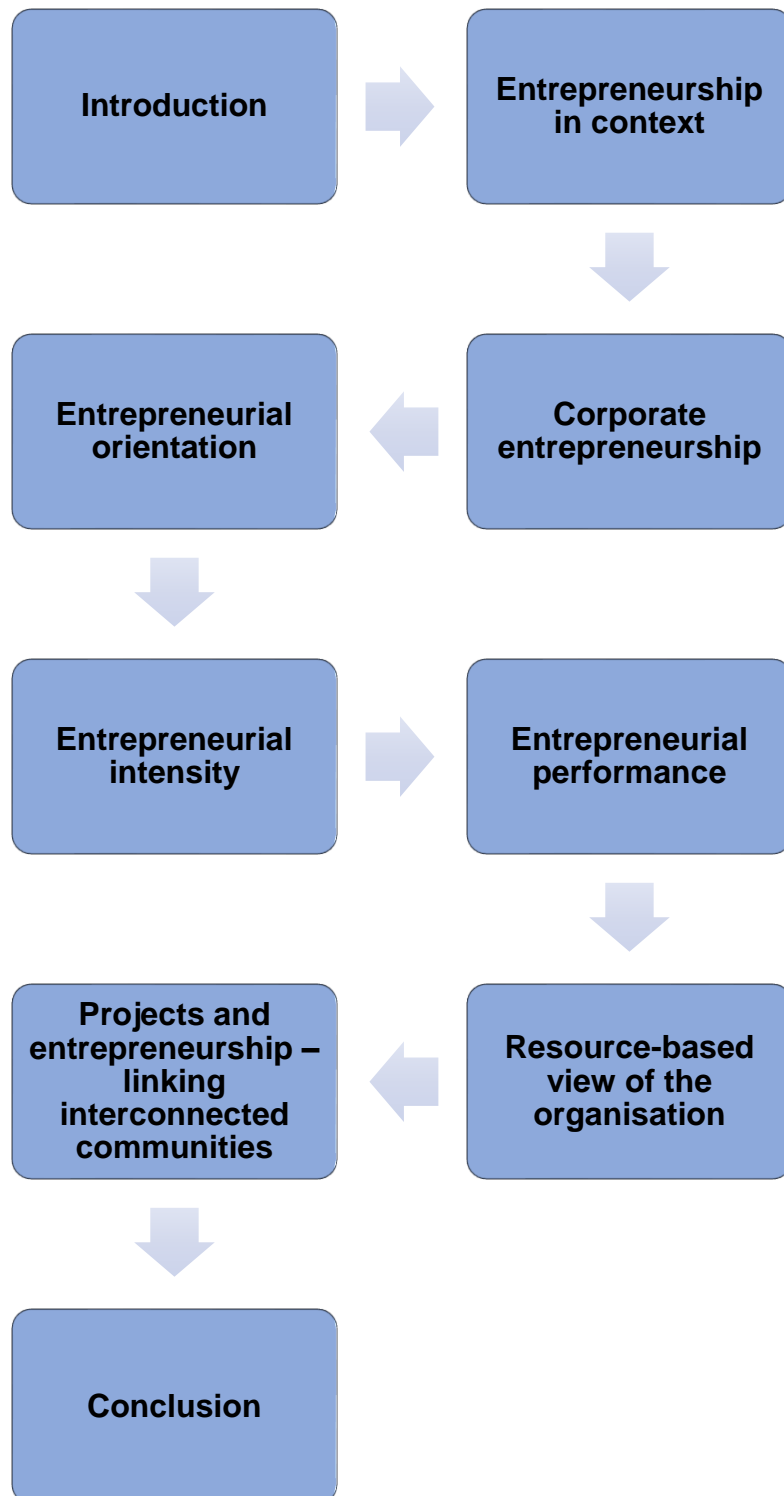 Introduction
Entrepreneurship
in context
Corporate
entrepreneurship
Entrepreneurial
orientation
Entrepreneurial
intensity
Entrepreneurial
performance
Resource-based
view of the
organisation
Projects and
entrepreneurship –
linking
interconnected
communities
Conclusion